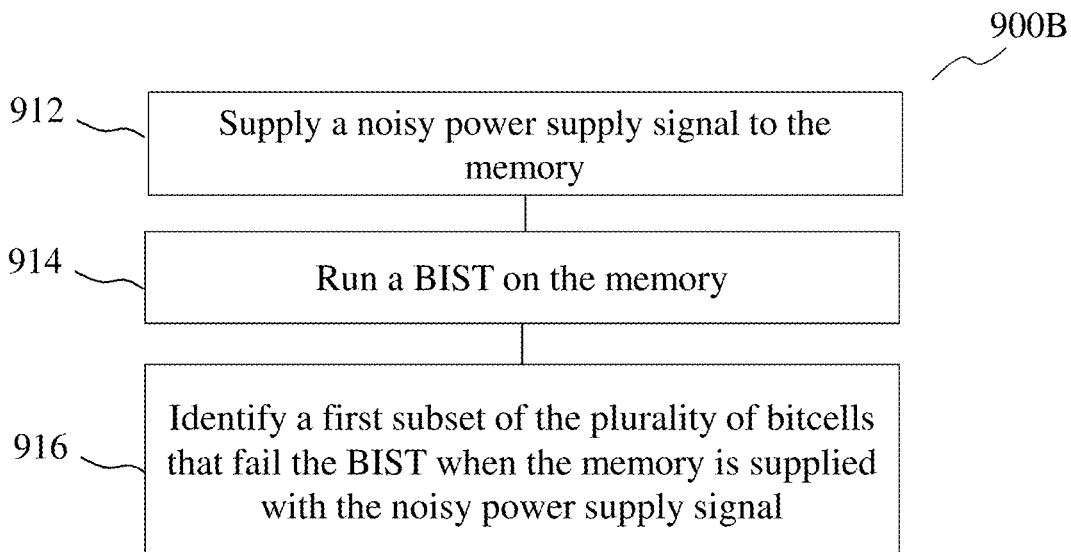 900B
912
Supply a noisy power supply signal to the
memory
914
Run a BIST on the memory
916
Identify a first subset of the plurality of bitcells
that fail the BIST when the memory is supplied
with the noisy power supply signal